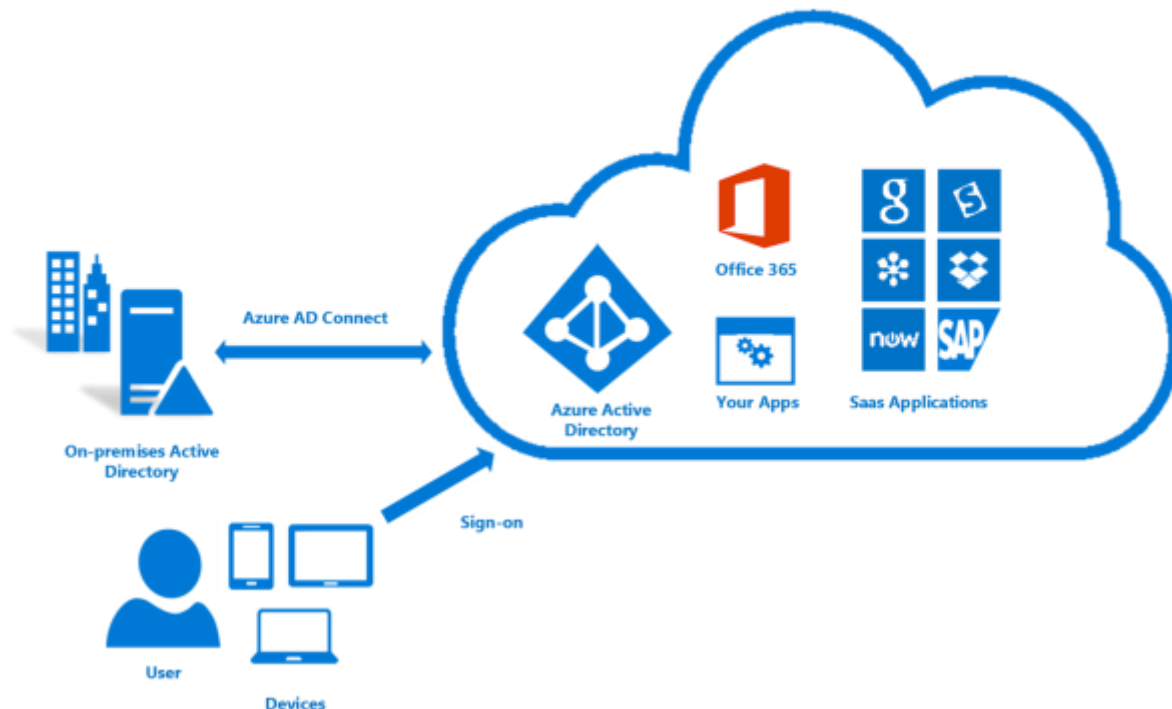 Office 365
g
S
now
SAP
Azure AD Connect
Your Apps
Saas Applications
Azure Active
Directory
On-premises Active
Directory
Sign-on
User
Devices